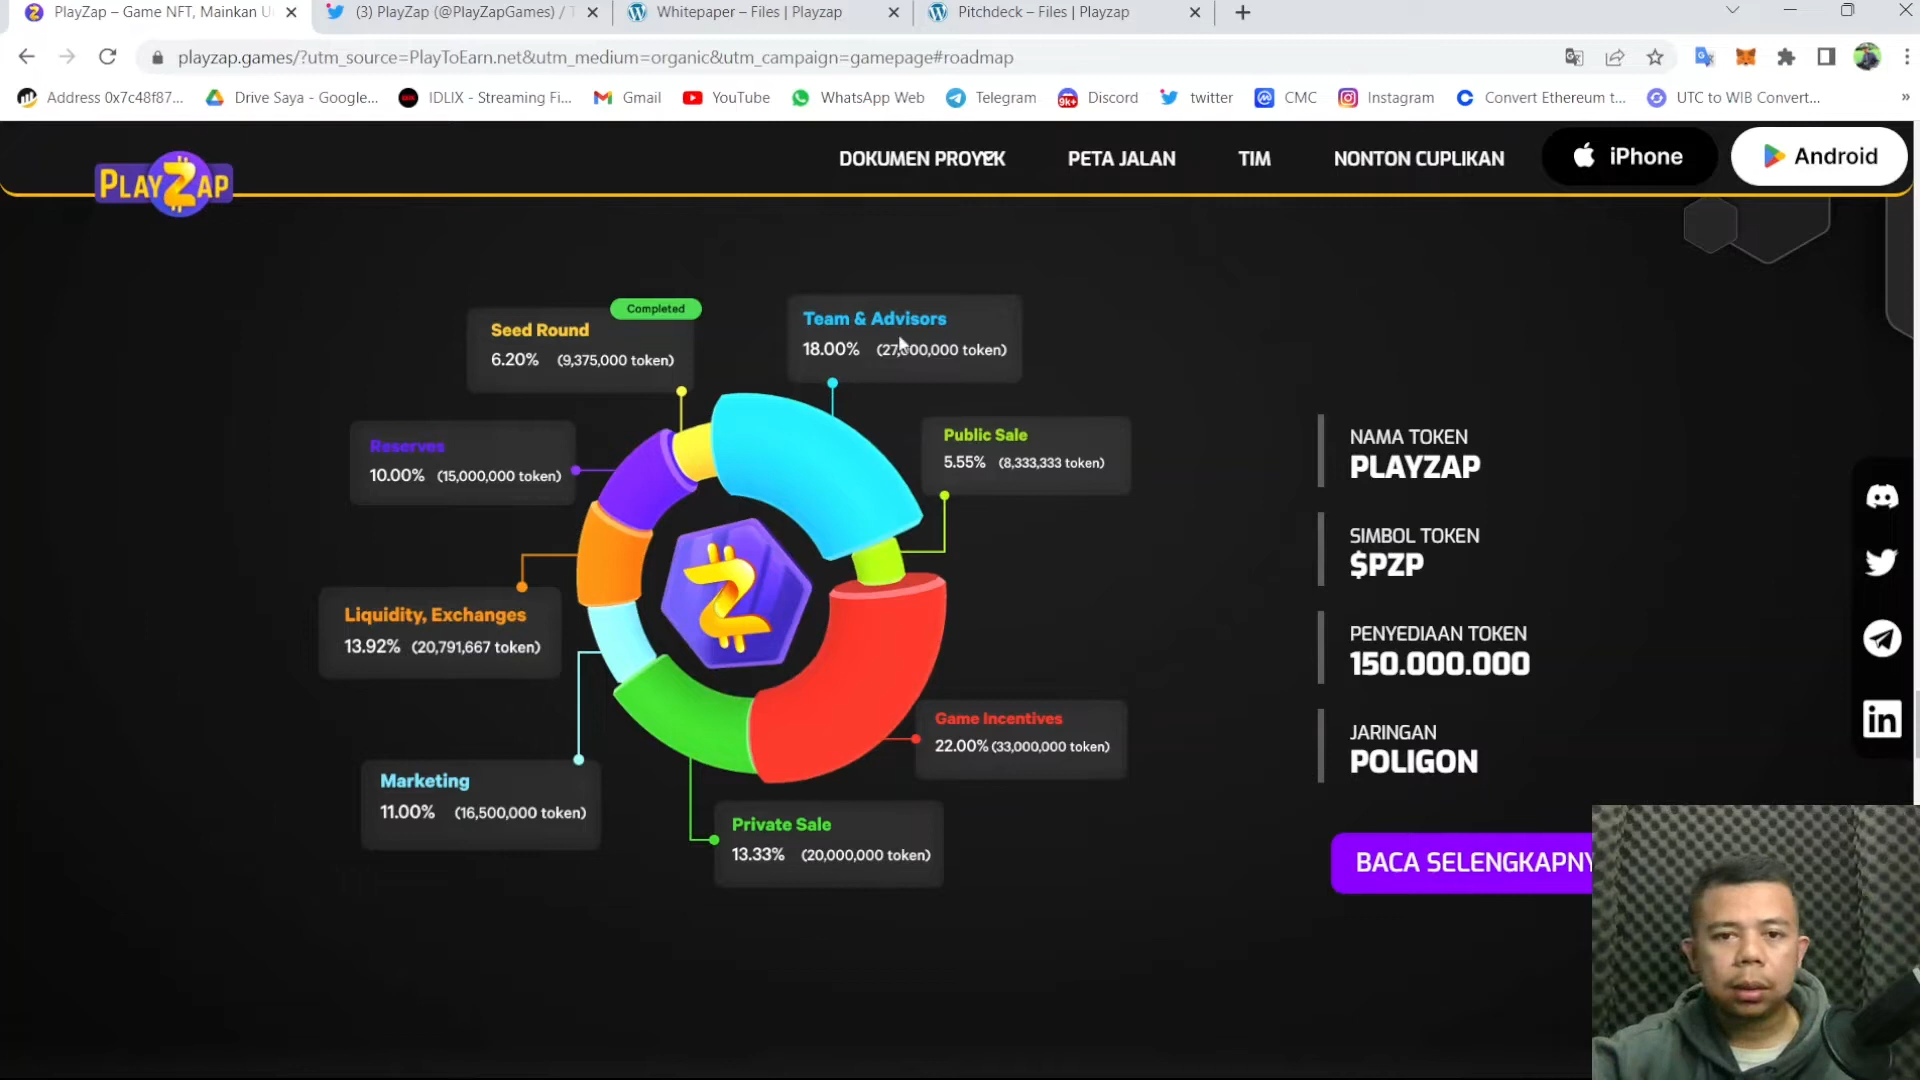 PlayZap – Game NFT, Mainkan U
(3) PlayZap (@PlayZapGames) / T
Whitepaper – Files | Playzap
Pitchdeck – Files | Playzap
playzap.games/?utm_source=PlayToEarn.net&utm_medium=organic&utm_campaign=gamepage#roadmap
Address 0x7c48f87...
Drive Saya - Google...
IDLIX - Streaming Fi...
Gmail
YouTube
WhatsApp Web
Telegram
9k+
Discord
twitter
CMC
Instagram
Convert Ethereum t...
UTC to WIB Convert...
PLAYZAP
DOKUMEN PROYEK
PETA JALAN
TIM
NONTON CUPLIKAN
iPhone
Android
Completed
Seed Round
6.20% (9,375,000 token)
Team & Advisors
18.00% (27,000,000 token)
Reserves
10.00% (15,000,000 token)
Public Sale
5.55% (8,333,333 token)
Liquidity, Exchanges
13.92% (20,791,667 token)
Game Incentives
22.00% (33,000,000 token)
Marketing
11.00% (16,500,000 token)
Private Sale
13.33% (20,000,000 token)
NAMA TOKEN
PLAYZAP
SIMBOL TOKEN
$PZP
PENYEDIAAN TOKEN
150.000.000
JARINGAN
POLIGON
BACA SELENGKAPNY
in